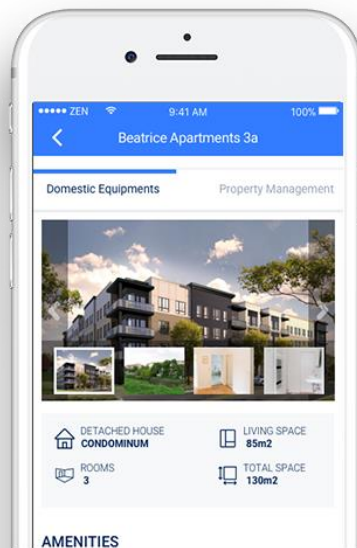 ZEN 9:41 AM 100%
Beatrice Apartments 3a
Domestic Equipments Property Management
DETACHED HOUSE
CONDOMINUM
LIVING SPACE
85m2
ROOMS
3
TOTAL SPACE
130m2
AMENITIES